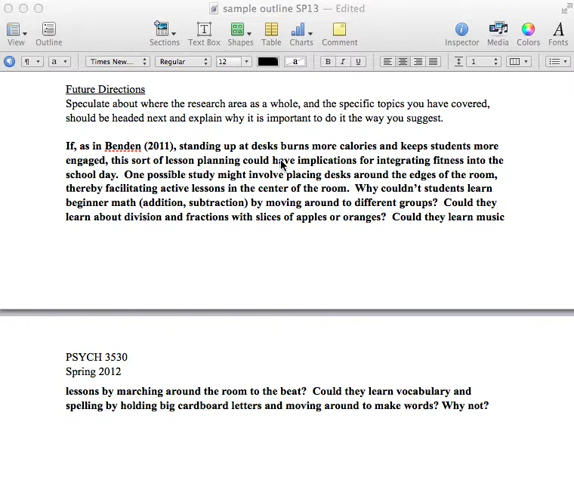 sample outline SP13 — Edited
View
Outline
Sections
Text Box
Shapes
Table
Charts
Comment
Inspector
Media
Colors
Fonts
¶
a
Times New...
Regular
12
a
B
I
U
1
Future Directions
Speculate about where the research area as a whole, and the specific topics you have covered,
should be headed next and explain why it is important to do it the way you suggest.
If, as in Benden (2011), standing up at desks burns more calories and keeps students more
engaged, this sort of lesson planning could have implications for integrating fitness into the
school day.  One possible study might involve placing desks around the edges of the room,
thereby facilitating active lessons in the center of the room.  Why couldn't students learn
beginner math (addition, subtraction) by moving around to different groups?  Could they
learn about division and fractions with slices of apples or oranges?  Could they learn music
PSYCH 3530
Spring 2012
lessons by marching around the room to the beat?  Could they learn vocabulary and
spelling by holding big cardboard letters and moving around to make words? Why not?